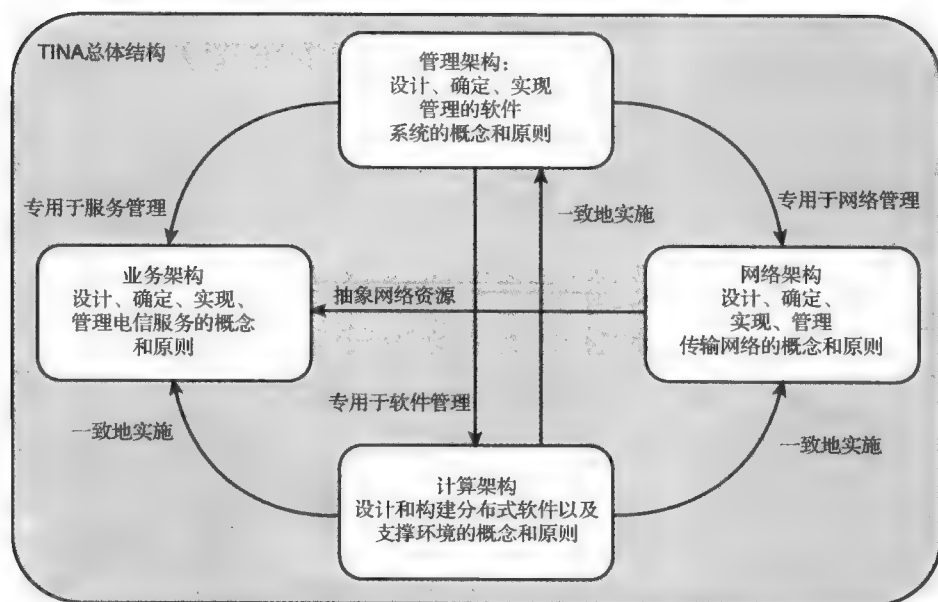 TINA总体结构
管理架构：
设计、确定、实现
管理的软件
系统的概念和原则
专用于服务管理
一致地实施
专用于网络管理
业务架构
设计、确定、实现、
管理电信服务的概念
和原则
抽象网络资源
网络架构
设计、确定、
实现、管理
传输网络的概念和原则
专用于软件管理
一致地实施
一致地实施
计算架构
设计和构建分布式软件以及
支撑环境的概念和原则